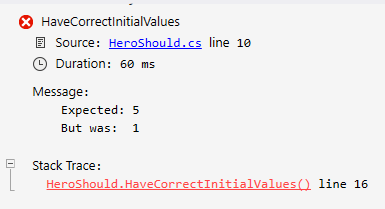 HaveCorrectInitialValues
Source: HeroShould.cs line 10
Duration: 60 ms
Message:
Expected: 5
But was: 1
Stack Trace:
HeroShould.HaveCorrectInitialValues() line 16